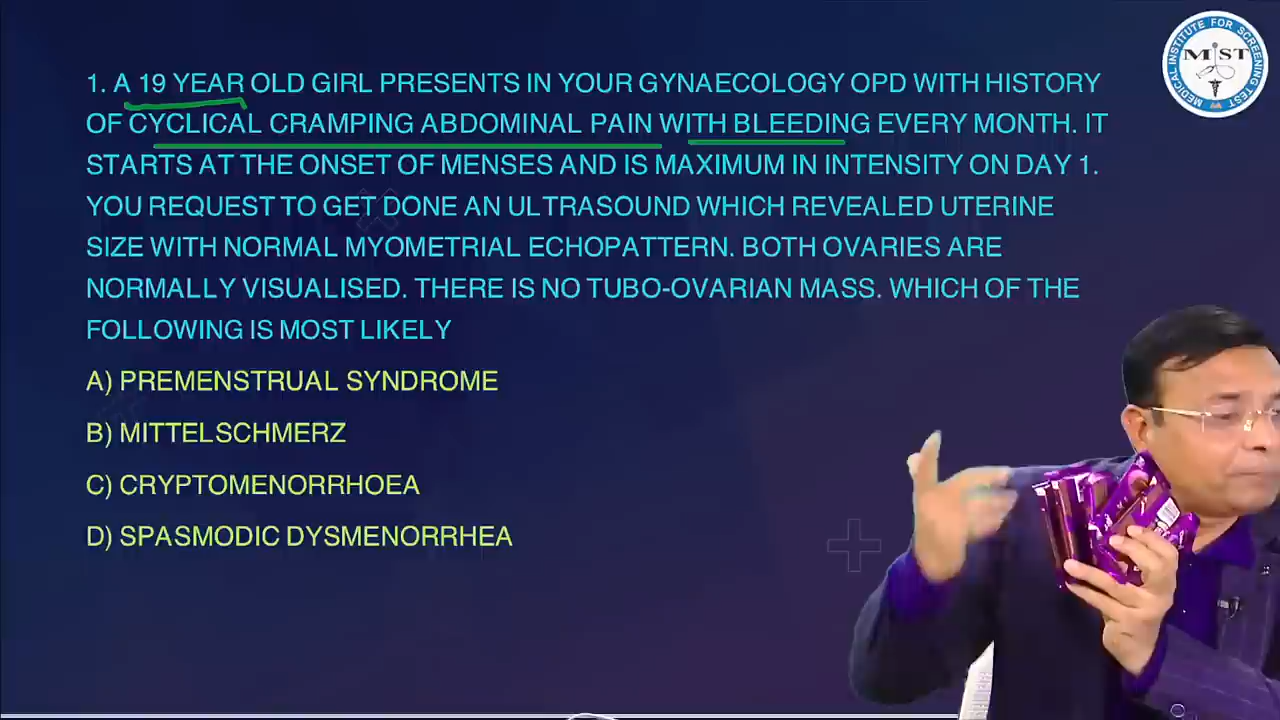 MIST
MEDICAL INSTITUTE FOR SCREENING TEST
1. A 19 YEAR OLD GIRL PRESENTS IN YOUR GYNAECOLOGY OPD WITH HISTORY
OF CYCLICAL CRAMPING ABDOMINAL PAIN WITH BLEEDING EVERY MONTH. IT
STARTS AT THE ONSET OF MENSES AND IS MAXIMUM IN INTENSITY ON DAY 1.
YOU REQUEST TO GET DONE AN ULTRASOUND WHICH REVEALED UTERINE
SIZE WITH NORMAL MYOMETRIAL ECHOPATTERN. BOTH OVARIES ARE
NORMALLY VISUALISED. THERE IS NO TUBO-OVARIAN MASS. WHICH OF THE
FOLLOWING IS MOST LIKELY
A) PREMENSTRUAL SYNDROME
B) MITTELSCHMERZ
C) CRYPTOMENORRHOEA
D) SPASMODIC DYSMENORRHEA